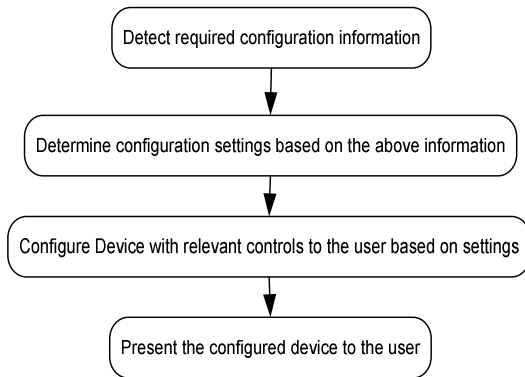 Detect required configuration information
Determine configuration settings based on the above information
Configure Device with relevant controls to the user based on settings
Present the configured device to the user